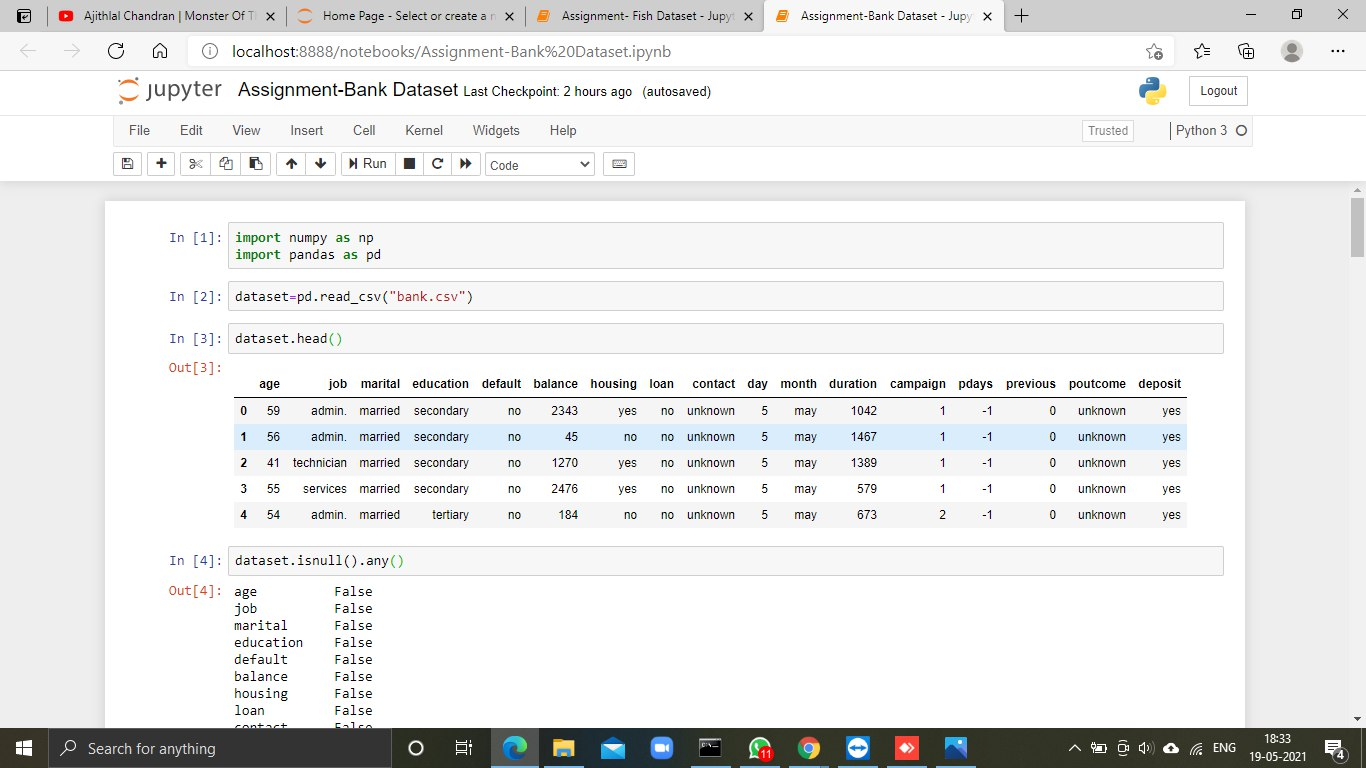 Ajithlal Chandran | Monster Of Th
Home Page - Select or create a n
Assignment- Fish Dataset - Jupyt
Assignment-Bank Dataset - Jupy
localhost:8888/notebooks/Assignment-Bank%20Dataset.ipynb
jupyter Assignment-Bank Dataset Last Checkpoint: 2 hours ago (autosaved)
Logout
File Edit View Insert Cell Kernel Widgets Help
Trusted
Python 3
Run
Code
In [1]: import numpy as np
import pandas as pd
In [2]: dataset=pd.read_csv("bank.csv")
In [3]: dataset.head()
Out[3]:
age job marital education default balance housing loan contact day month duration campaign pdays previous poutcome deposit
0 59 admin. married secondary no 2343 yes no unknown 5 may 1042 1 -1 0 unknown yes
1 56 admin. married secondary no 45 no no unknown 5 may 1467 1 -1 0 unknown yes
2 41 technician married secondary no 1270 yes no unknown 5 may 1389 1 -1 0 unknown yes
3 55 services married secondary no 2476 yes no unknown 5 may 579 1 -1 0 unknown yes
4 54 admin. married tertiary no 184 no no unknown 5 may 673 2 -1 0 unknown yes
In [4]: dataset.isnull().any()
Out[4]: age False
job False
marital False
education False
default False
balance False
housing False
loan False
contact False
Search for anything
11
ENG
18:33
19-05-2021
4